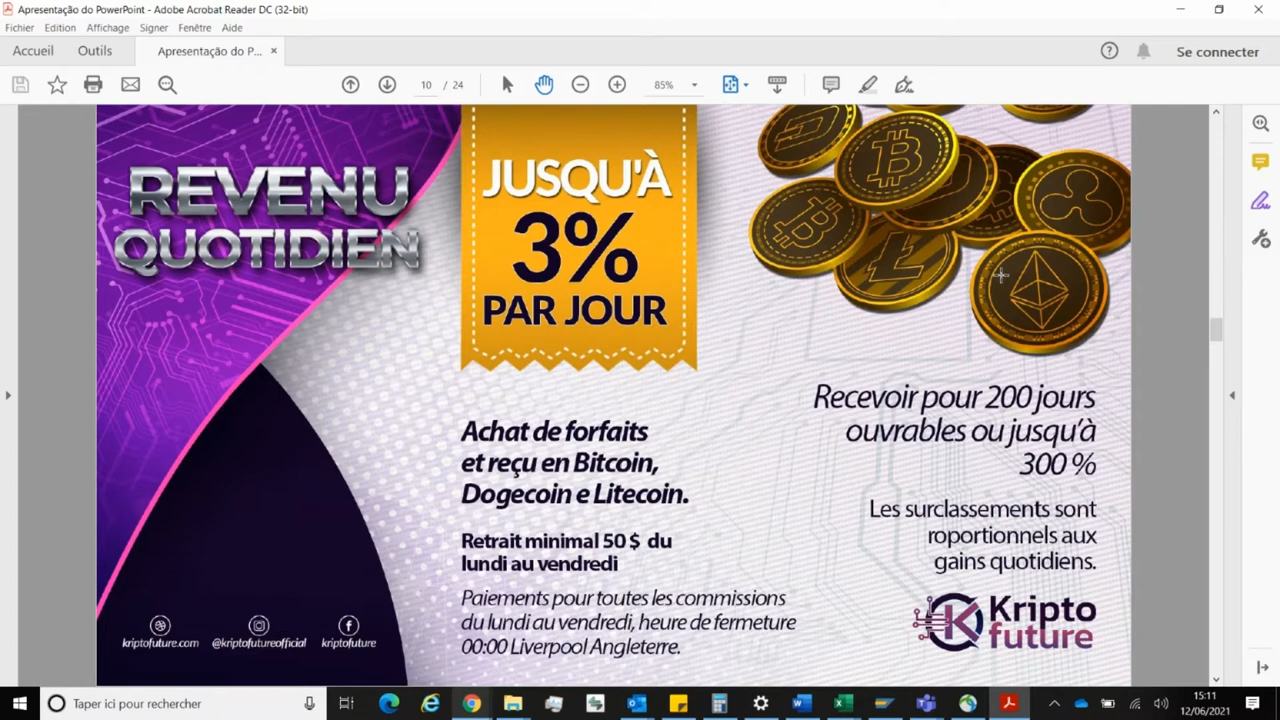 Apresentação do PowerPoint - Adobe Acrobat Reader DC (32-bit)
Fichier Edition Affichage Signer Fenêtre Aide
Accueil Outils Apresentação do P... × Se connecter
10 / 24 85%
REVENU
QUOTIDIEN
JUSQU'À
3%
PAR JOUR
Achat de forfaits
et reçu en Bitcoin,
Dogecoin e Litecoin.
Retrait minimal 50 $ du
lundi au vendredi
Paiements pour toutes les commissions
du lundi au vendredi, heure de fermeture
00:00 Liverpool Angleterre.
Recevoir pour 200 jours
ouvrables ou jusqu'à
300 %
Les surclassements sont
roportionnels aux
gains quotidiens.
Kripto
future
kriptofuture.com @kriptofutureofficial kriptofuture
Taper ici pour rechercher
15:11
12/06/2021